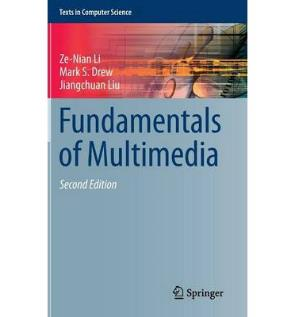 Texts in Computer Science
Ze-Nian Li
Mark S. Drew
Jiangchuan Liu
Fundamentals
of Multimedia
Second Edition
Springer